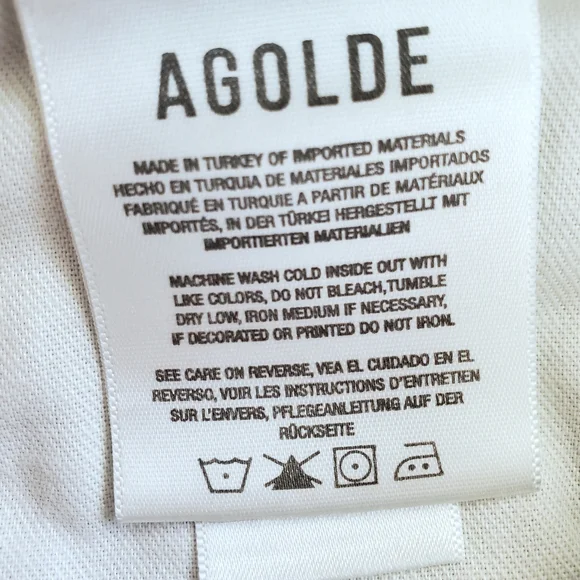 AGOLDE
MADE IN TURKEY OF IMPORTED MATERIALS
HECHO EN TURQUIA DE MATERIALES IMPORTADOS
FABRIQUÉ EN TURQUIE A PARTIR DE MATÉRIAUX
IMPORTÉS, IN DER TÜRKEI HERGESTELLT MIT
IMPORTIERTEN MATERIALIEN
MACHINE WASH COLD INSIDE OUT WITH
LIKE COLORS, DO NOT BLEACH, TUMBLE
DRY LOW, IRON MEDIUM IF NECESSARY,
IF DECORATED OR PRINTED DO NOT IRON.
SEE CARE ON REVERSE, VEA EL CUIDADO EN EL
REVERSO, VOIR LES INSTRUCTIONS D'ENTRETIEN
SUR L'ENVERS, PFLEGEANLEITUNG AUF DER
RÜCKSEITE